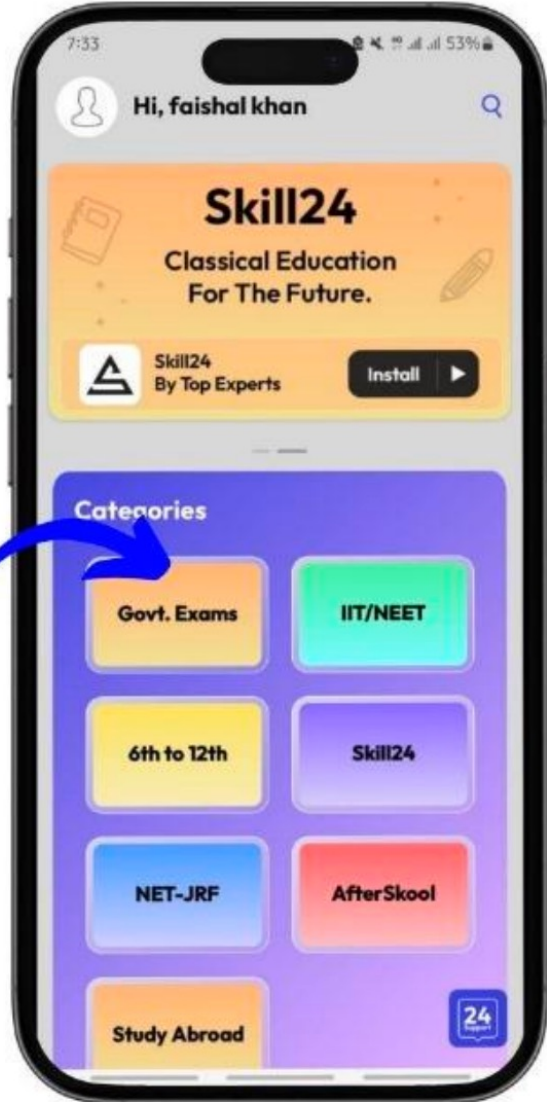 7:33
53%
Hi, faishal khan
Skill24
Classical Education
For The Future.
Skill24
By Top Experts
Install
Categories
Govt. Exams
IIT/NEET
6th to 12th
Skill24
NET-JRF
AfterSkool
Study Abroad
24
Support